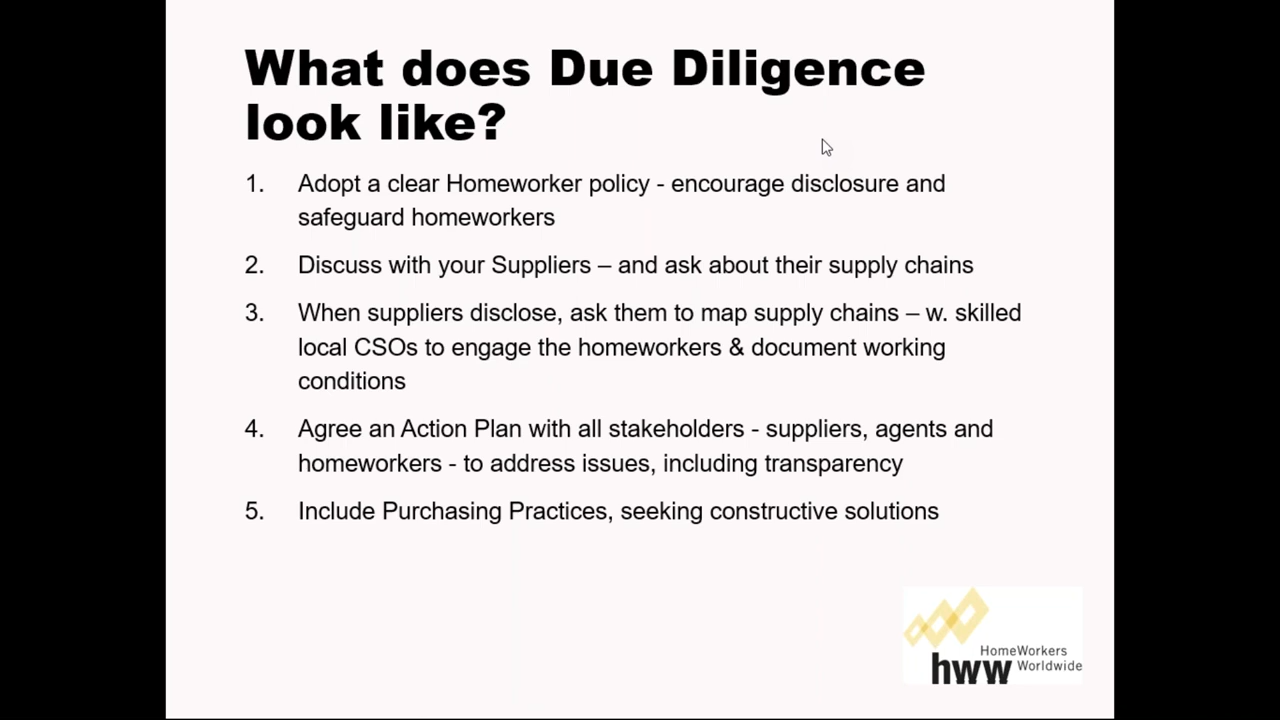 What does Due Diligence
look like?
1. Adopt a clear Homeworker policy - encourage disclosure and
safeguard homeworkers
2. Discuss with your Suppliers – and ask about their supply chains
3. When suppliers disclose, ask them to map supply chains – w. skilled
local CSOs to engage the homeworkers & document working
conditions
4. Agree an Action Plan with all stakeholders - suppliers, agents and
homeworkers - to address issues, including transparency
5. Include Purchasing Practices, seeking constructive solutions
HomeWorkers
hww Worldwide